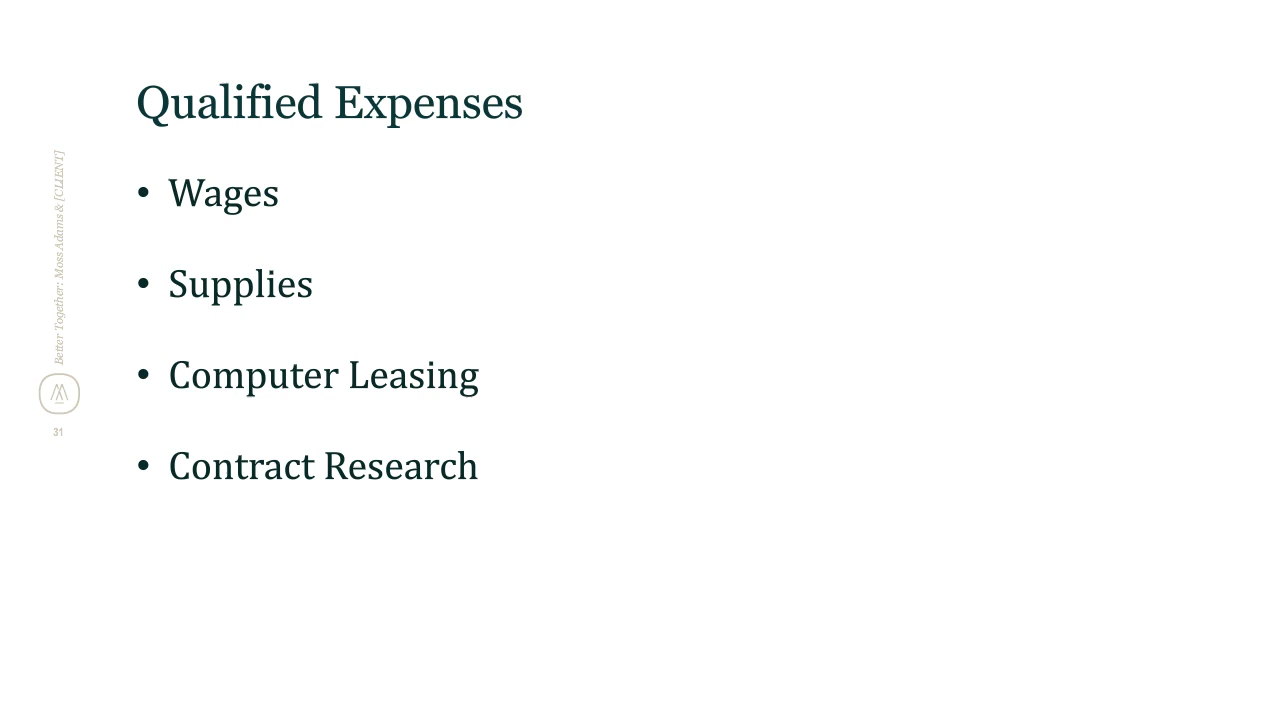 Qualified Expenses
• Wages
• Supplies
• Computer Leasing
• Contract Research
Better Together: Moss Adams & [CLIENT]
31